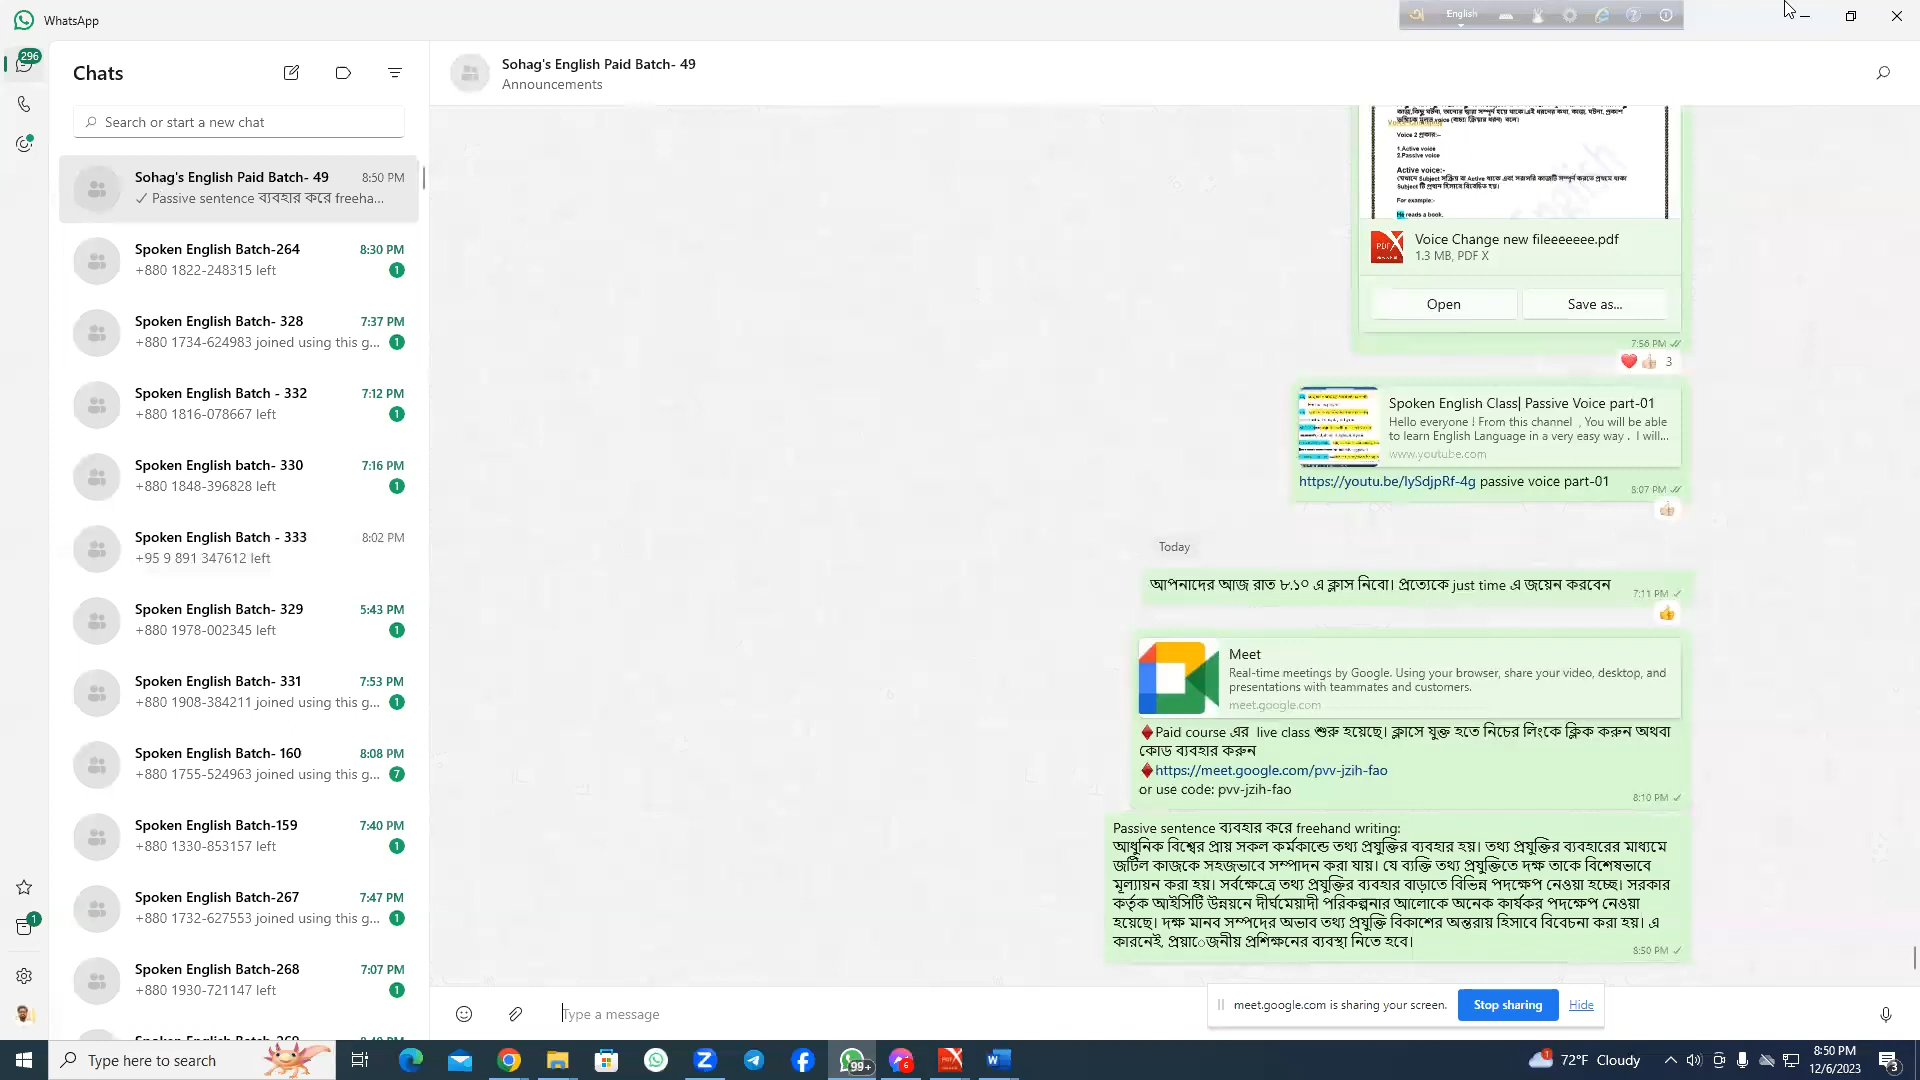 WhatsApp
English
296
Chats
Search or start a new chat
Sohag's English Paid Batch- 49 8:50 PM
✓ Passive sentence ব্যবহার করে freeha...
Spoken English Batch-264 8:30 PM
+880 1822-248315 left 1
Spoken English Batch- 328 7:37 PM
+880 1734-624983 joined using this g... 1
Spoken English Batch - 332 7:12 PM
+880 1816-078667 left 1
Spoken English batch- 330 7:16 PM
+880 1848-396828 left 1
Spoken English Batch - 333 8:02 PM
+95 9 891 347612 left
Spoken English Batch- 329 5:43 PM
+880 1978-002345 left 1
Spoken English Batch- 331 7:53 PM
+880 1908-384211 joined using this g... 1
Spoken English Batch- 160 8:08 PM
+880 1755-524963 joined using this g... 7
Spoken English Batch-159 7:40 PM
+880 1330-853157 left 1
Spoken English Batch-267 7:47 PM
+880 1732-627553 joined using this g... 1
Spoken English Batch-268 7:07 PM
+880 1930-721147 left 1
1
Sohag's English Paid Batch- 49
Announcements
Voice 2 প্রকার:-
1.Active voice
2.Passive voice
Active voice:-
For example:-
He reads a book.
Voice Change new fileeeeeee.pdf
1.3 MB, PDF X
Open Save as...
7:56 PM
3
Spoken English Class| Passive Voice part-01
Hello everyone ! From this channel , You will be able
to learn English Language in a very easy way . I will...
www.youtube.com
https://youtu.be/lySdjpRf-4g passive voice part-01 8:07 PM
Today
আপনাদের আজ রাত ৮.১০ এ ক্লাস নিবো। প্রত্যেকে just time এ জয়েন করবেন 7:11 PM
Meet
Real-time meetings by Google. Using your browser, share your video, desktop, and
presentations with teammates and customers.
meet.google.com
Paid course এর live class শুরু হয়েছে। ক্লাসে যুক্ত হতে নিচের লিংকে ক্লিক করুন অথবা
কোড ব্যবহার করুন
https://meet.google.com/pvv-jzih-fao
or use code: pvv-jzih-fao
8:10 PM
Passive sentence ব্যবহার করে freehand writing:
আধুনিক বিশ্বের প্রায় সকল কর্মকান্ডে তথ্য প্রযুক্তির ব্যবহার হয়। তথ্য প্রযুক্তির ব্যবহারের মাধ্যমে
জটিল কাজকে সহজভাবে সম্পাদন করা যায়। যে ব্যক্তি তথ্য প্রযুক্তিতে দক্ষ তাকে বিশেষভাবে
মূল্যায়ন করা হয়। সর্বক্ষেত্রে তথ্য প্রযুক্তির ব্যবহার বাড়াতে বিভিন্ন পদক্ষেপ নেওয়া হচ্ছে। সরকার
কর্তৃক আইসিটি উন্নয়নে দীর্ঘমেয়াদী পরিকল্পনার আলোকে অনেক কার্যকর পদক্ষেপ নেওয়া
হয়েছে। দক্ষ মানব সম্পদের অভাব তথ্য প্রযুক্তি বিকাশের অন্তরায় হিসাবে বিবেচনা করা হয়। এ
কারনেই, প্রয়ােজনীয় প্রশিক্ষনের ব্যবস্থা নিতে হবে।
8:50 PM
Type a message
meet.google.com is sharing your screen. Stop sharing Hide
Type here to search
99+
6
1
72°F Cloudy
8:50 PM
12/6/2023
3